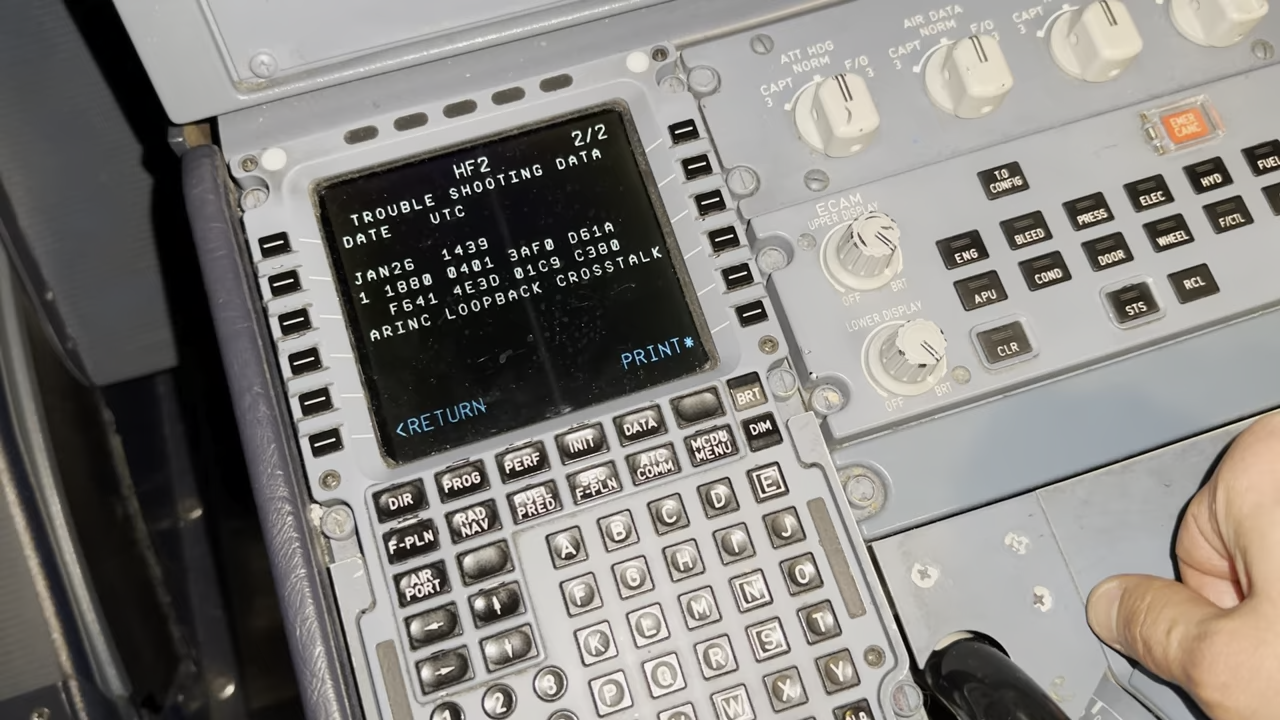 HF2 2/2
TROUBLE SHOOTING DATA
DATE UTC
JAN26 1439
1 1880 0401 3AF0 D61A
F641 4E3D 01C9 C380
ARINC LOOPBACK CROSSTALK
PRINT*
<RETURN
BRT
DIM
DIR PROG PERF INIT DATA
F-PLN RAD NAV FUEL PRED SEC F-PLN ATC COMM MCDU MENU
AIR PORT
A B C D E
F G H I J
K L M N O
P Q R S T
W X Y
2 3
ATT HDG
NORM
CAPT 3 F/O 3
AIR DATA
NORM
CAPT 3 F/O 3
CAPT 3
EMER CANC
ECAM
UPPER DISPLAY
OFF BRT
LOWER DISPLAY
OFF BRT
T.O CONFIG
ENG BLEED PRESS ELEC HYD FUEL
APU COND DOOR WHEEL F/CTL
CLR STS RCL